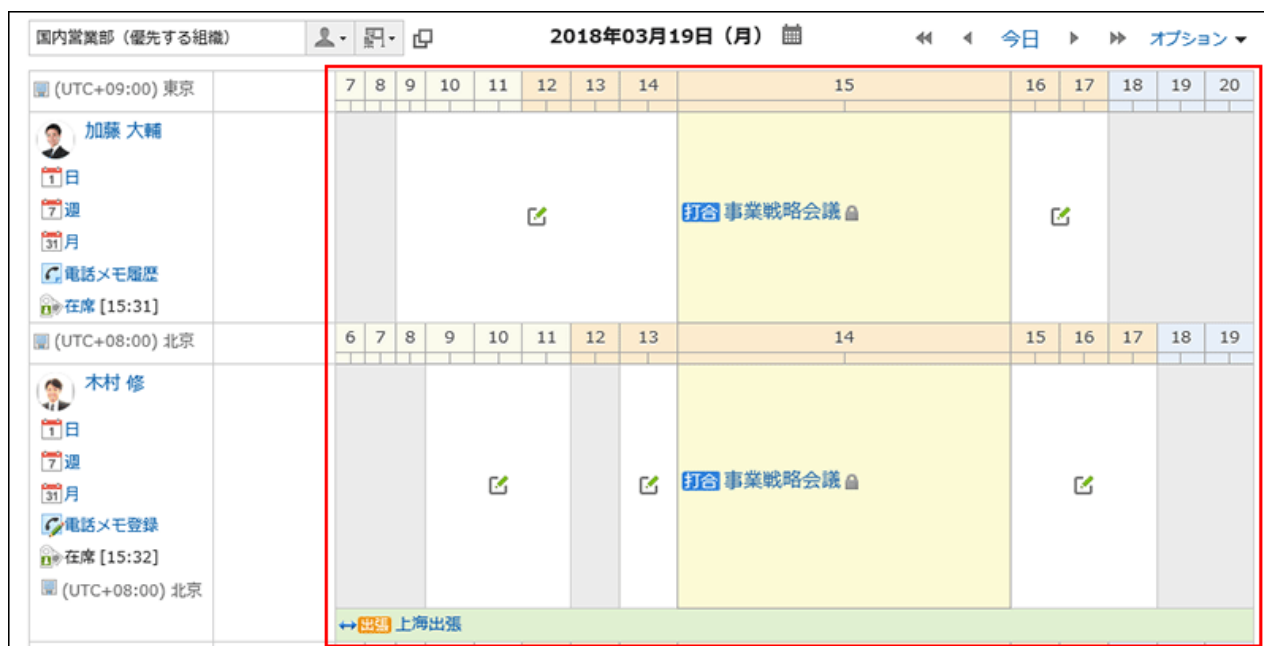 国内営業部（優先する組織） 2018年03月19日（月） 今日 オプション
(UTC+09:00) 東京 7 8 9 10 11 12 13 14 15 16 17 18 19 20
加藤 大輔
1 日
7 週
打合 事業戦略会議
31 月
電話メモ履歴
在席 [15:31]
(UTC+08:00) 北京 6 7 8 9 10 11 12 13 14 15 16 17 18 19
木村 修
1 日
7 週
打合 事業戦略会議
31 月
電話メモ登録
在席 [15:32]
(UTC+08:00) 北京
出張 上海出張